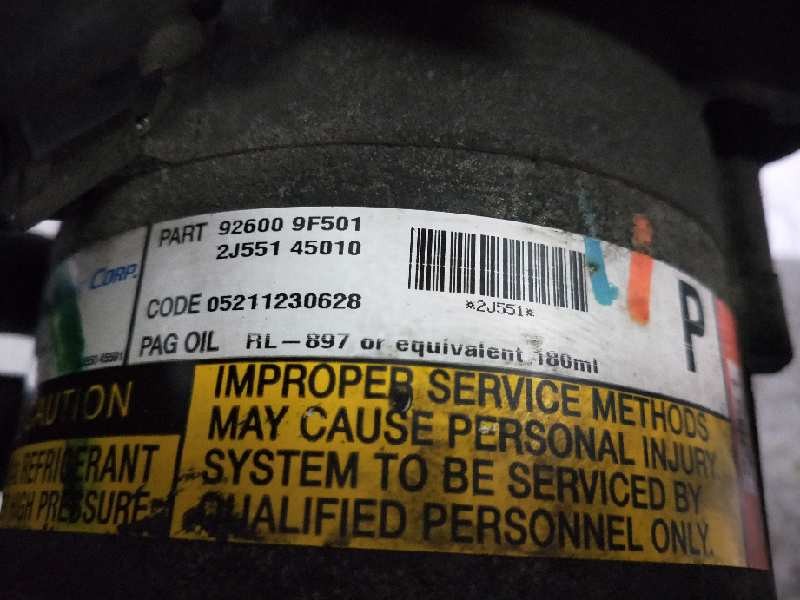 CORP.
PART 92600 9F501
2J551 45010
*2J551*
CODE 05211230628
P
PAG OIL RL-897 or equivalent 180ml
CAUTION
REFRIGERANT
HIGH PRESSURE
IMPROPER SERVICE METHODS
MAY CAUSE PERSONAL INJURY.
SYSTEM TO BE SERVICED BY
QUALIFIED PERSONNEL ONLY.